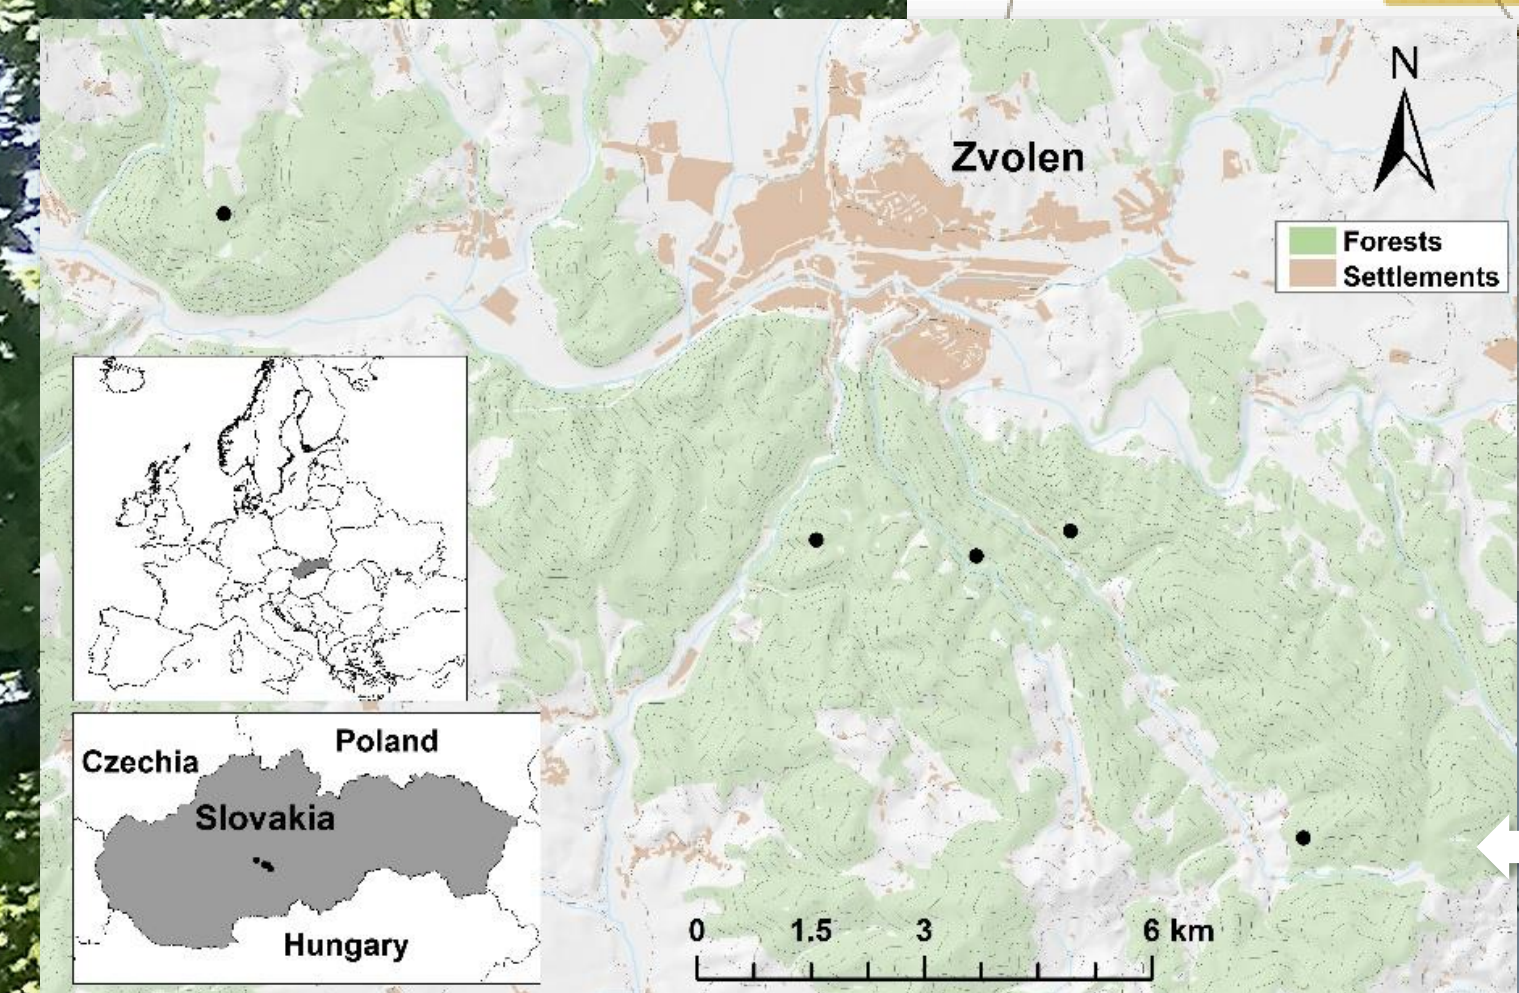 N
Zvolen
Forests
Settlements
Poland
Czechia
Slovakia
Hungary
0 1.5 3 6 km